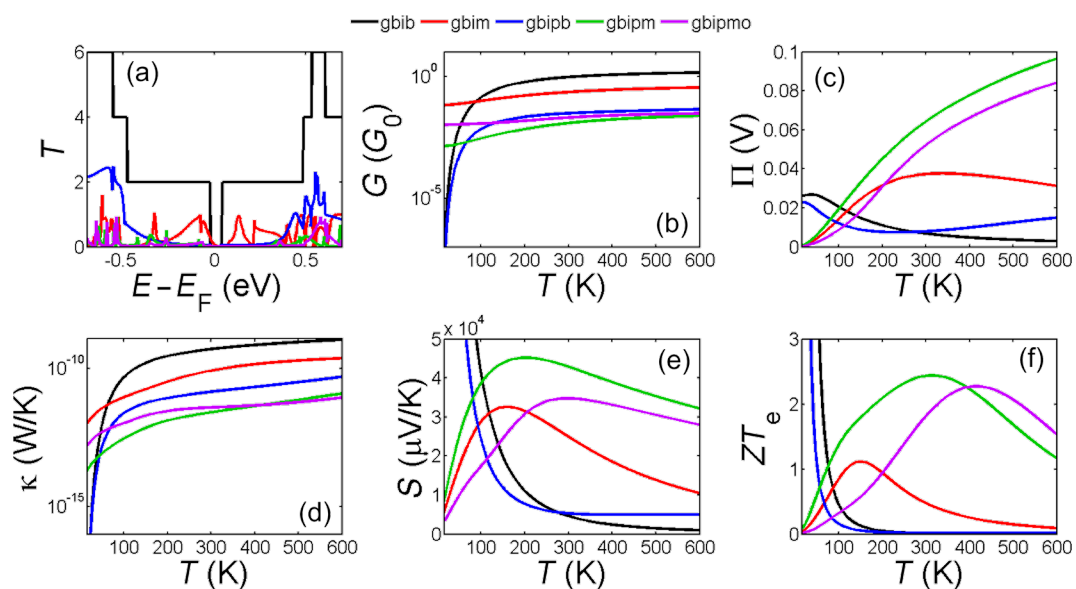 gbib gbim gbipb gbipm gbipmo
(a)
T
6
4
2
0
-0.5 0 0.5
E − E_F (eV)
(b)
G (G_0)
10^0
10^-5
100 200 300 400 500 600
T (K)
(c)
Π (V)
0.1
0.08
0.06
0.04
0.02
0
100 200 300 400 500 600
T (K)
(d)
κ (W/K)
10^-10
10^-15
100 200 300 400 500 600
T (K)
(e)
S (μV/K)
x 10^4
5
4
3
2
1
0
100 200 300 400 500 600
T (K)
(f)
ZT_e
3
2
1
0
100 200 300 400 500 600
T (K)